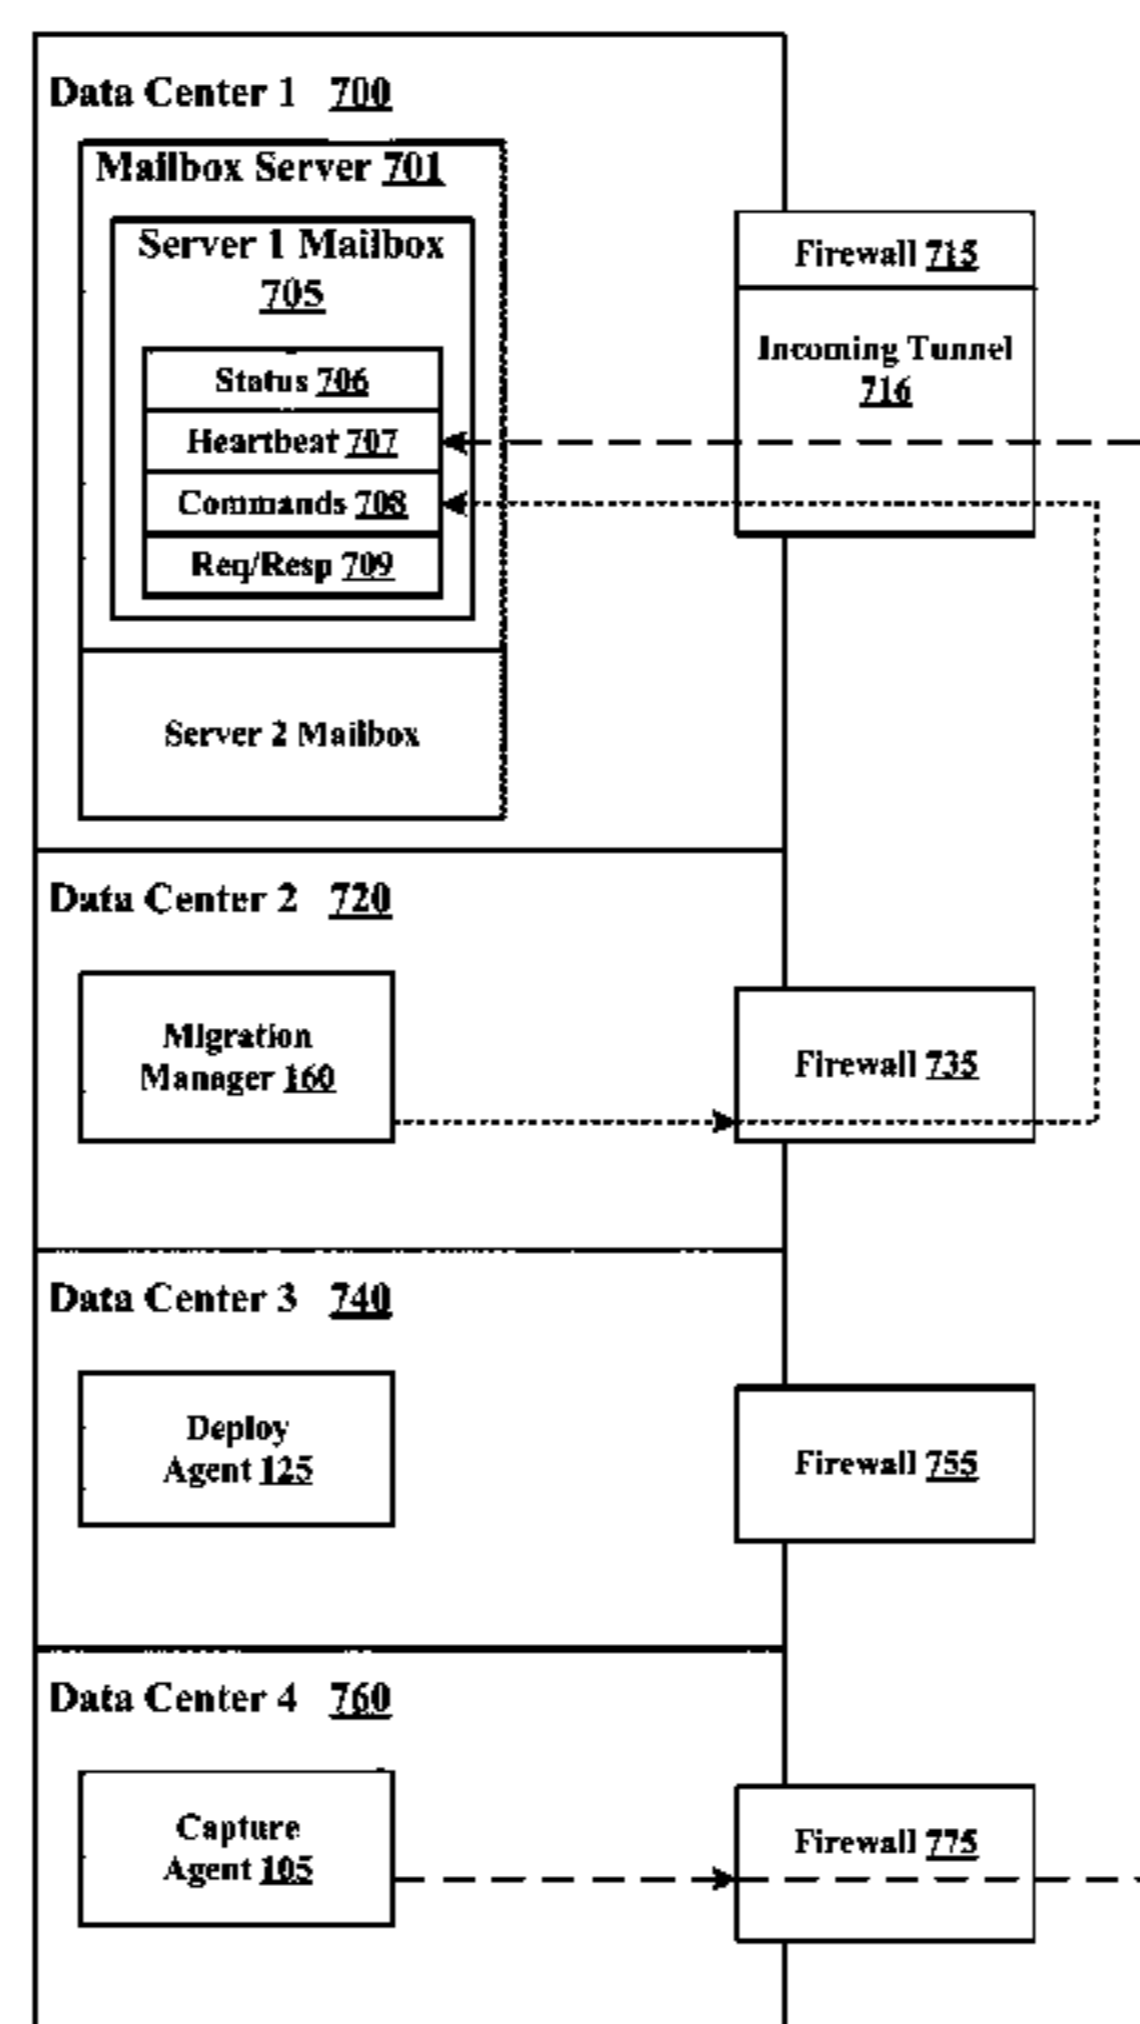 Data Center 1 700
Mailbox Server 701
Server 1 Mailbox
705
Status 706
Heartbeat 707
Commands 708
Req/Resp 709
Server 2 Mailbox
Firewall 715
Incoming Tunnel
716
Data Center 2 720
Migration
Manager 160
Firewall 735
Data Center 3 740
Deploy
Agent 125
Firewall 755
Data Center 4 760
Capture
Agent 105
Firewall 775